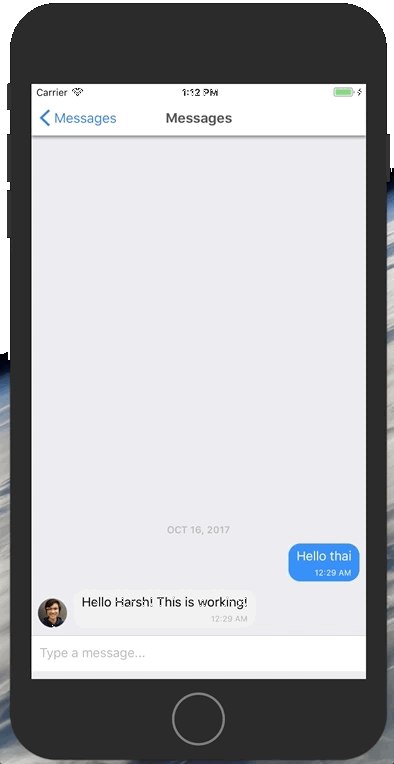 Carrier 1:12 PM
Messages Messages
OCT 16, 2017
Hello thai
12:29 AM
Hello Harsh! This is working!
12:29 AM
Type a message...